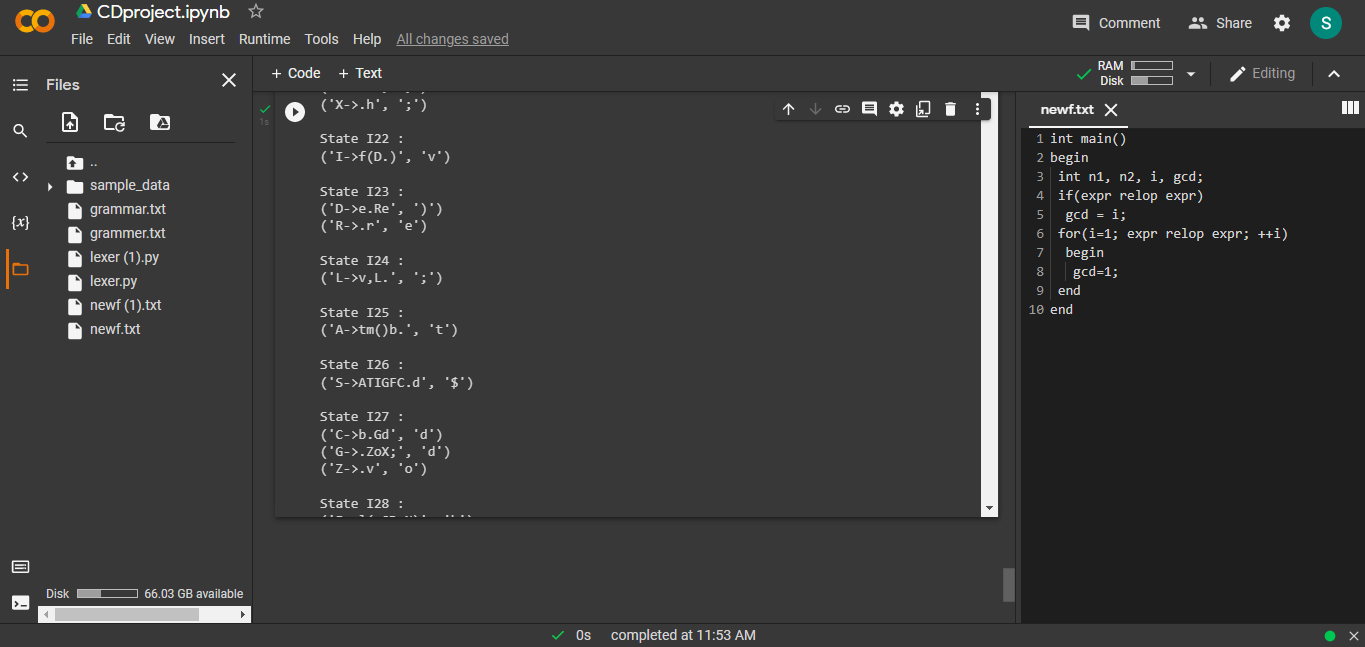 CDproject.ipynb
File Edit View Insert Runtime Tools Help All changes saved
Comment Share S
Files
+ Code + Text
RAM
Disk
Editing
..
sample_data
grammar.txt
grammer.txt
lexer (1).py
lexer.py
newf (1).txt
newf.txt
Disk 66.03 GB available
1s
('X->.h', ';')
State I22 :
('I->f(D.)', 'v')
State I23 :
('D->e.Re', ')')
('R->.r', 'e')
State I24 :
('L->v,L.', ';')
State I25 :
('A->tm()b.', 't')
State I26 :
('S->ATIGFC.d', '$')
State I27 :
('C->b.Gd', 'd')
('G->.ZoX;', 'd')
('Z->.v', 'o')
State I28 :
newf.txt
1 int main()
2 begin
3 int n1, n2, i, gcd;
4 if(expr relop expr)
5 gcd = i;
6 for(i=1; expr relop expr; ++i)
7 begin
8 gcd=1;
9 end
10 end
0s completed at 11:53 AM